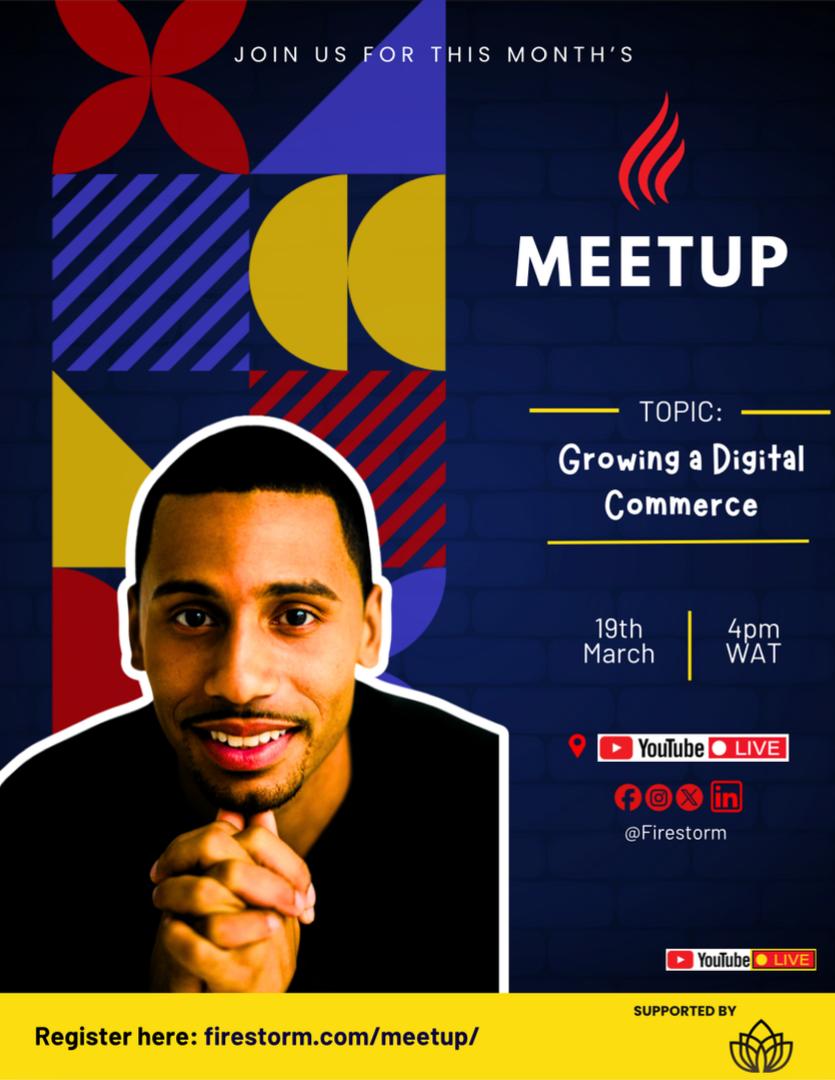 JOIN US FOR THIS MONTH'S
MEETUP
TOPIC:
Growing a Digital
Commerce
19th
March
4pm
WAT
YouTube LIVE
@Firestorm
YouTube LIVE
Register here: firestorm.com/meetup/
SUPPORTED BY